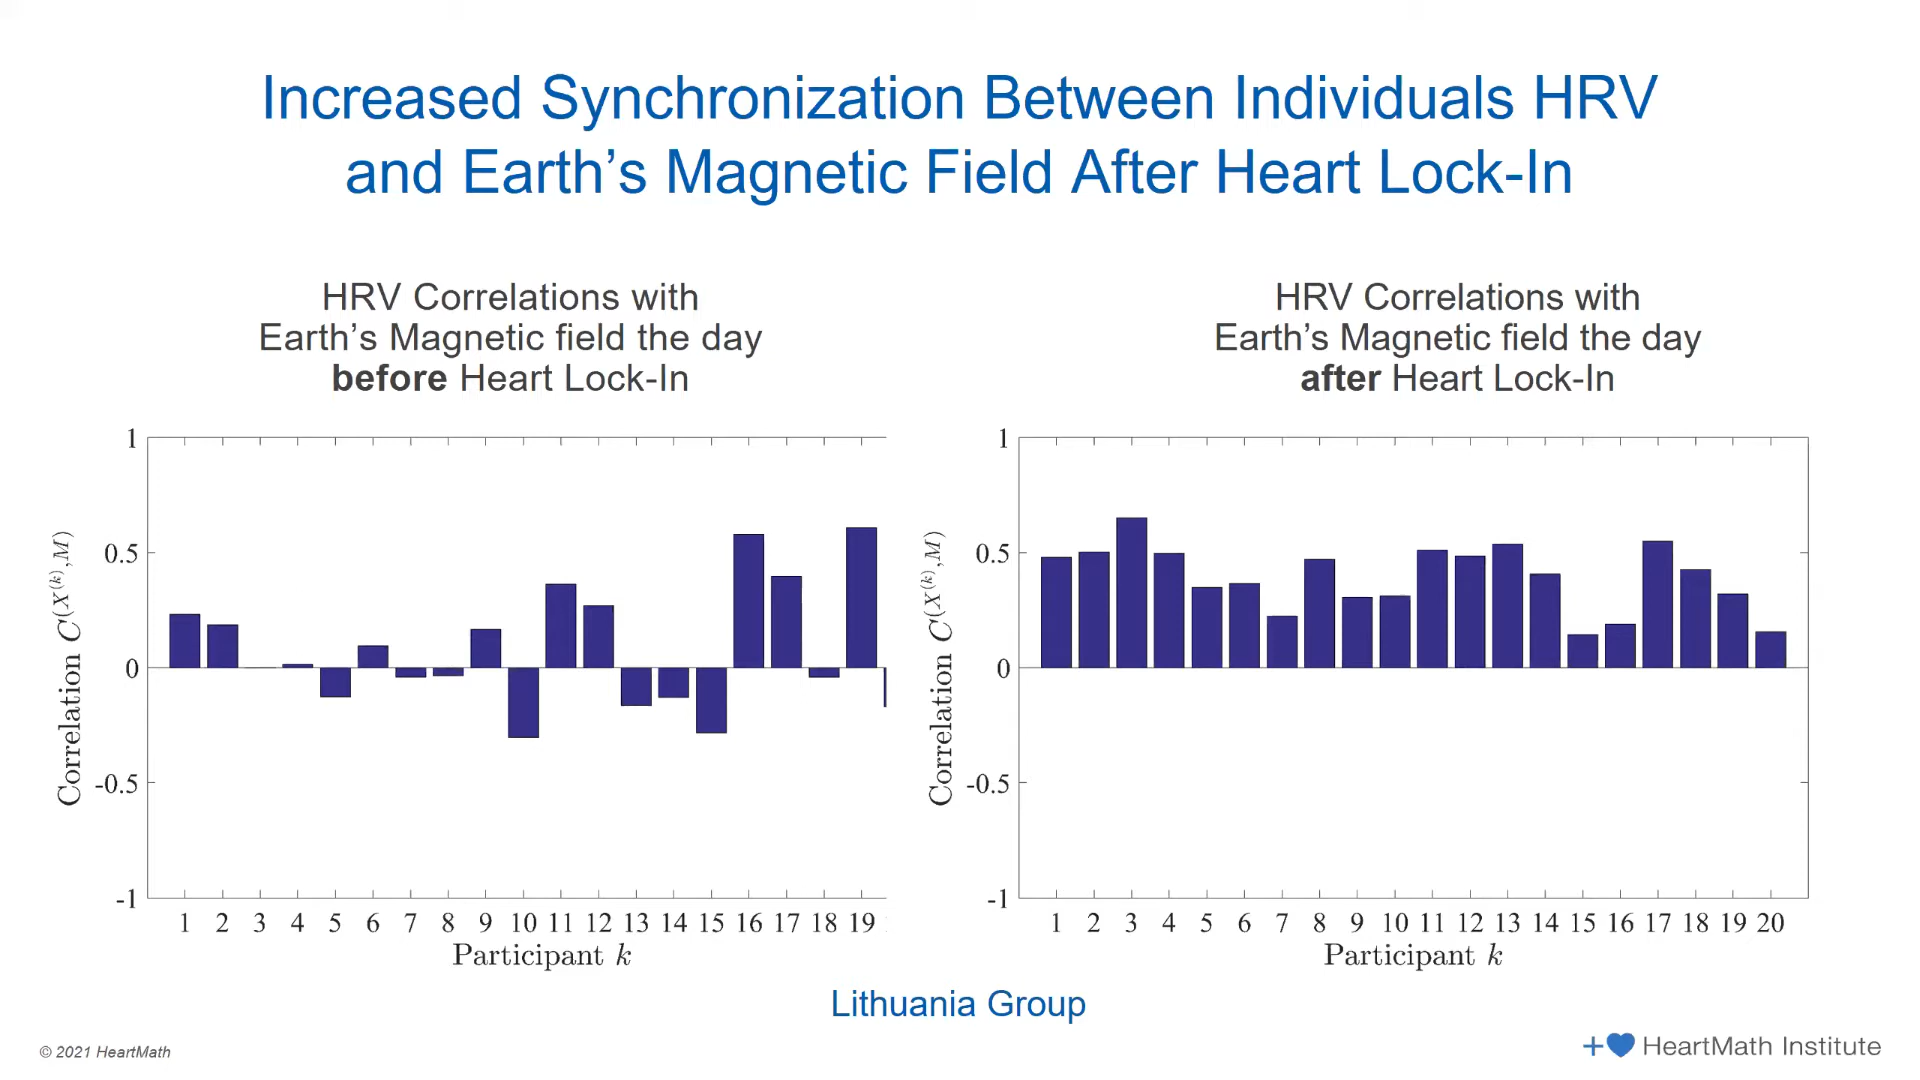 Increased Synchronization Between Individuals HRV
and Earth's Magnetic Field After Heart Lock-In
HRV Correlations with
Earth's Magnetic field the day
before Heart Lock-In
HRV Correlations with
Earth's Magnetic field the day
after Heart Lock-In
1
0.5
0
-0.5
-1
Correlation C(X(k),M)
1 2 3 4 5 6 7 8 9 10 11 12 13 14 15 16 17 18 19
Participant k
1
0.5
0
-0.5
-1
Correlation C(X(k),M)
1 2 3 4 5 6 7 8 9 10 11 12 13 14 15 16 17 18 19 20
Participant k
Lithuania Group
© 2021 HeartMath
HeartMath Institute